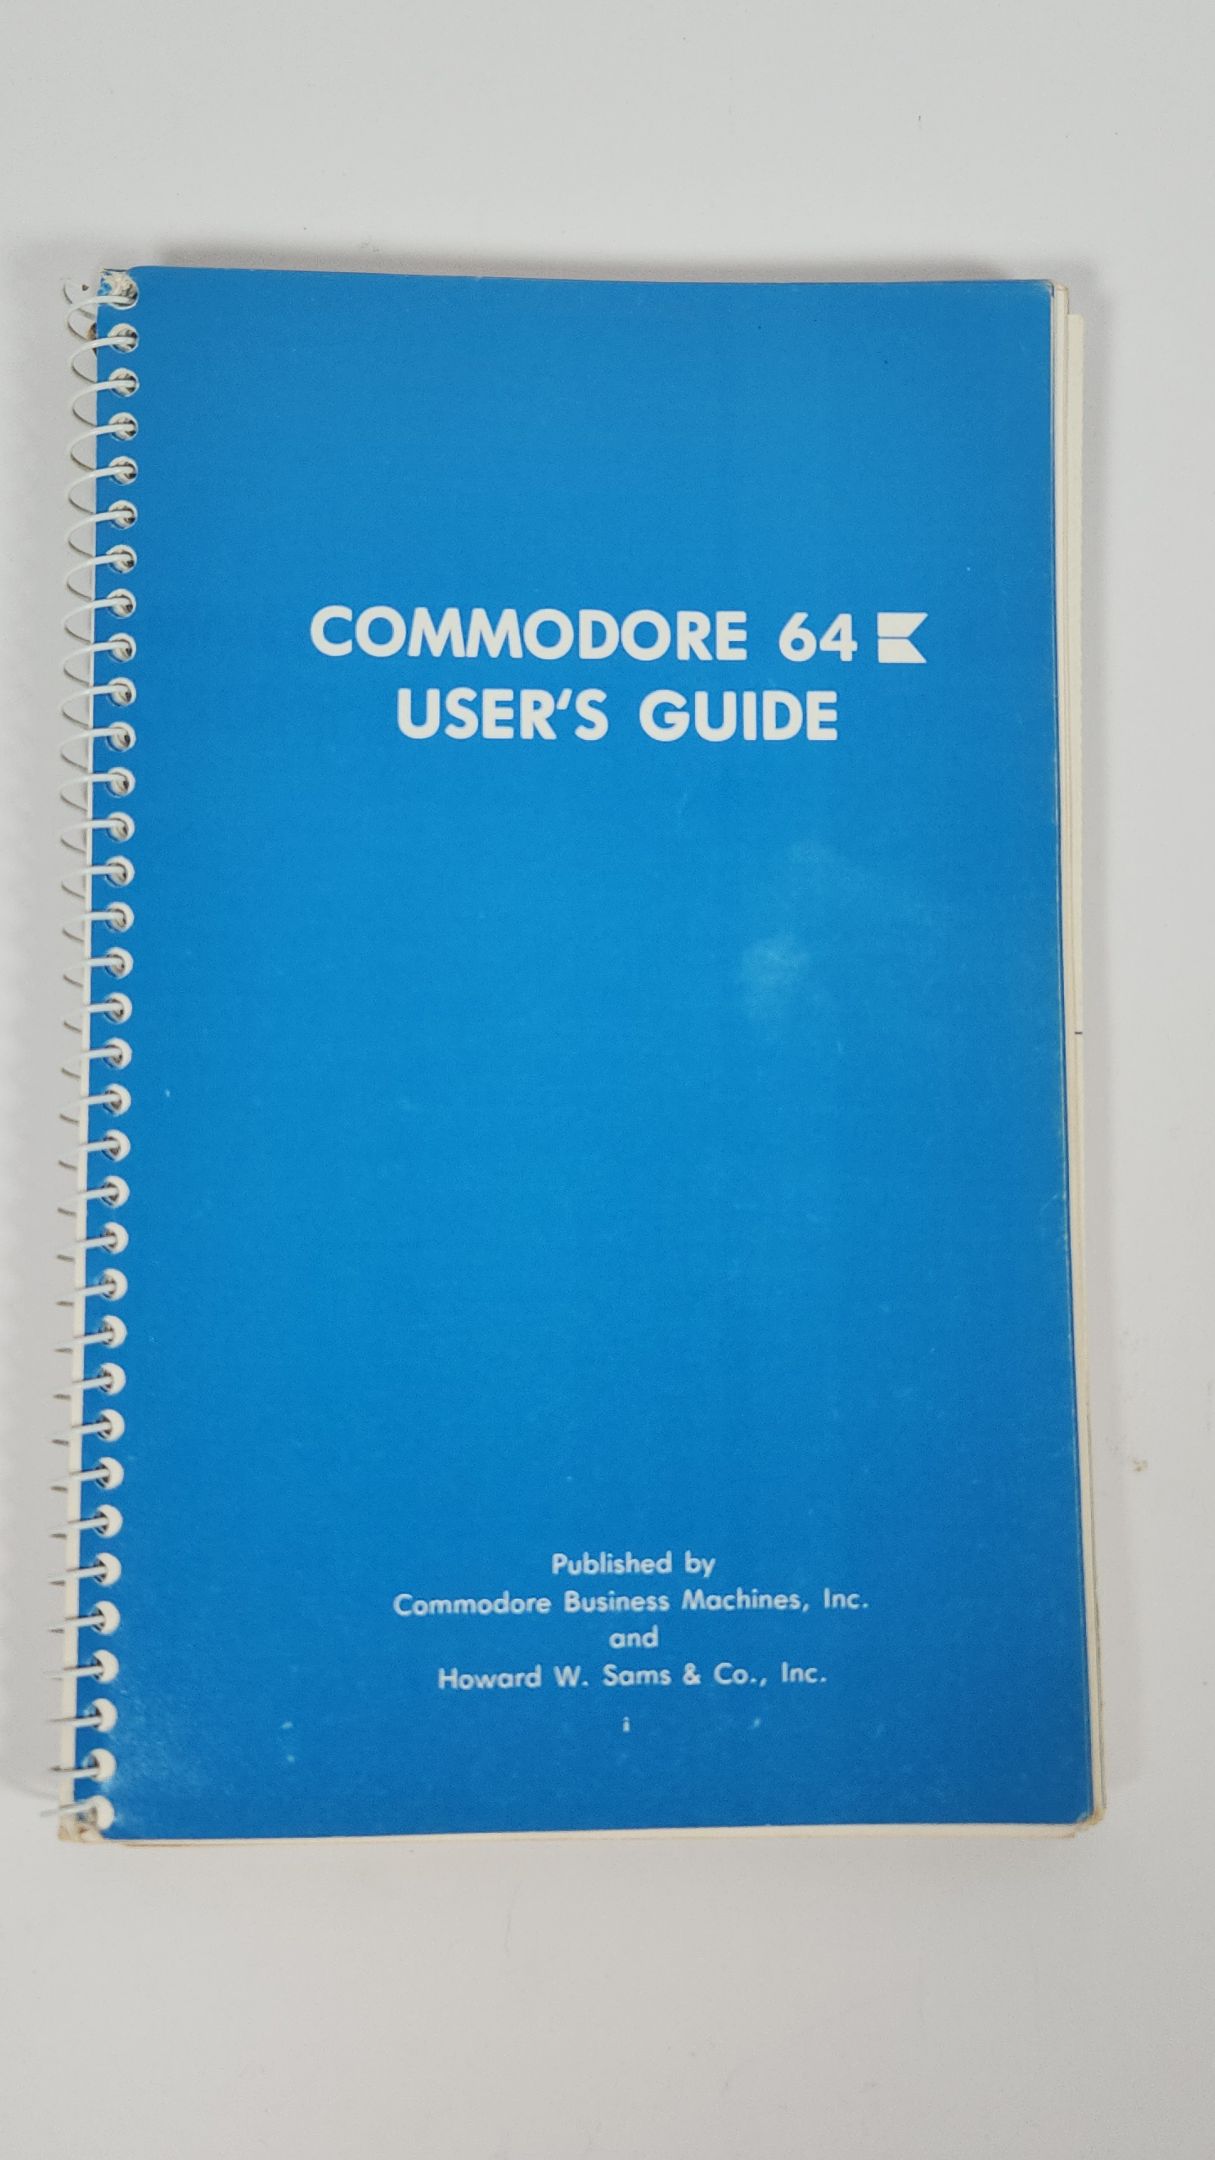 COMMODORE 64
USER'S GUIDE
Published by
Commodore Business Machines, Inc.
and
Howard W. Sams & Co., Inc.
i